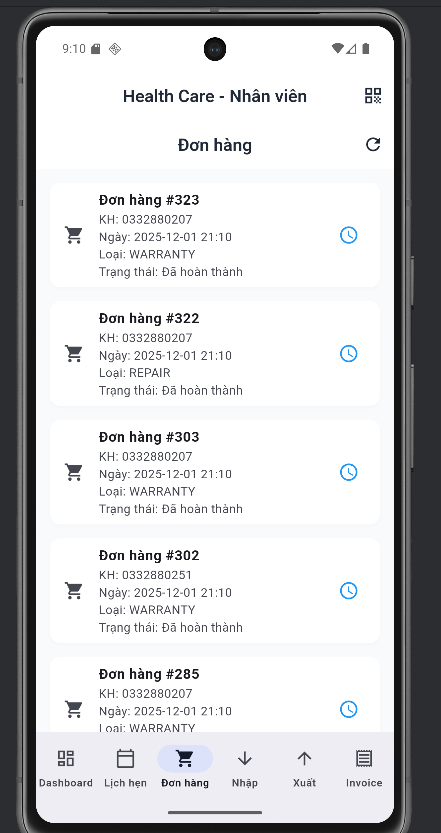 9:10
Health Care - Nhân viên
Đơn hàng
Đơn hàng #323
KH: 0332880207
Ngày: 2025-12-01 21:10
Loại: WARRANTY
Trạng thái: Đã hoàn thành
Đơn hàng #322
KH: 0332880207
Ngày: 2025-12-01 21:10
Loại: REPAIR
Trạng thái: Đã hoàn thành
Đơn hàng #303
KH: 0332880207
Ngày: 2025-12-01 21:10
Loại: WARRANTY
Trạng thái: Đã hoàn thành
Đơn hàng #302
KH: 0332880251
Ngày: 2025-12-01 21:10
Loại: WARRANTY
Trạng thái: Đã hoàn thành
Đơn hàng #285
KH: 0332880207
Ngày: 2025-12-01 21:10
Loại: WARRANTY
Dashboard Lịch hẹn Đơn hàng Nhập Xuất Invoice